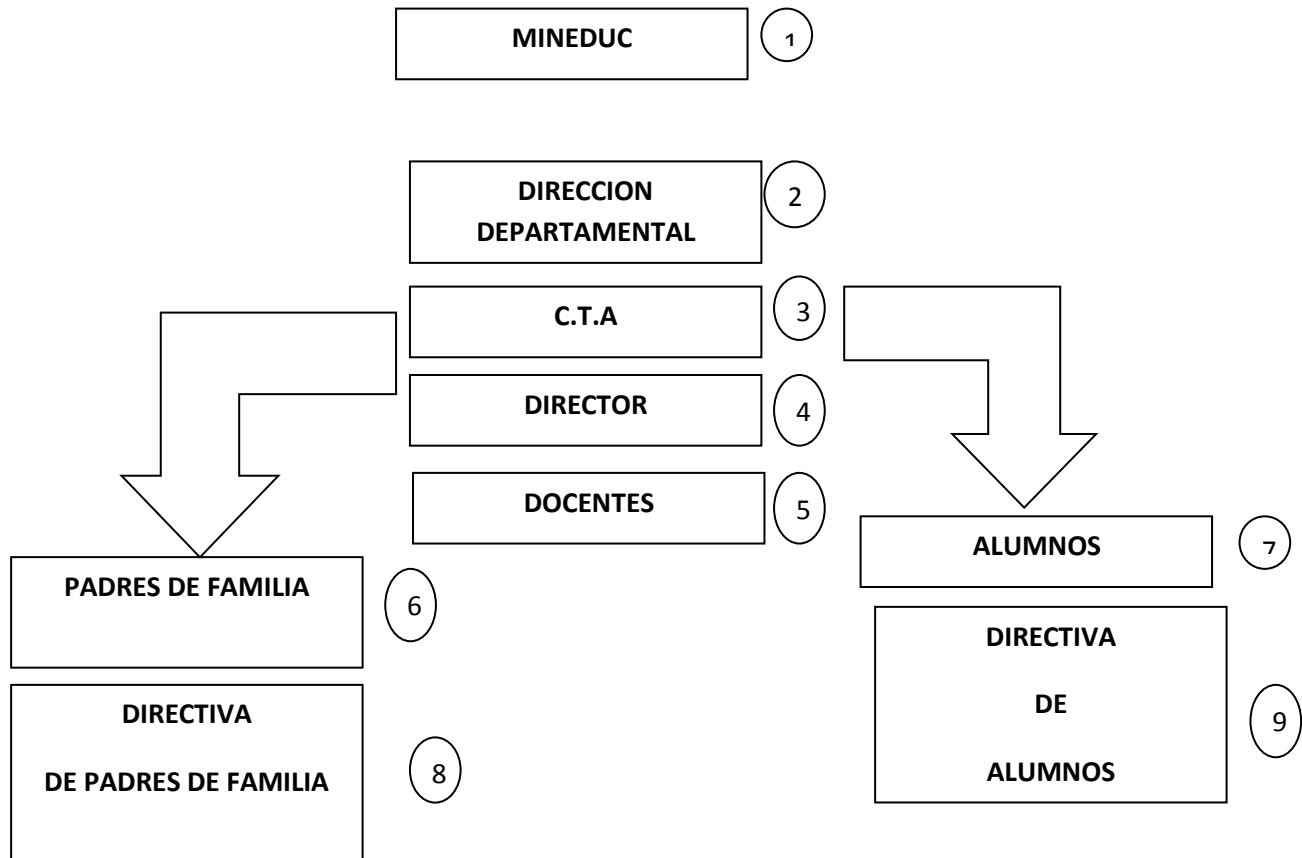 MINEDUC
1
DIRECCION
DEPARTAMENTAL
2
C.T.A
3
DIRECTOR
4
DOCENTES
5
PADRES DE FAMILIA
6
ALUMNOS
7
DIRECTIVA
DE PADRES DE FAMILIA
8
DIRECTIVA
DE
ALUMNOS
9